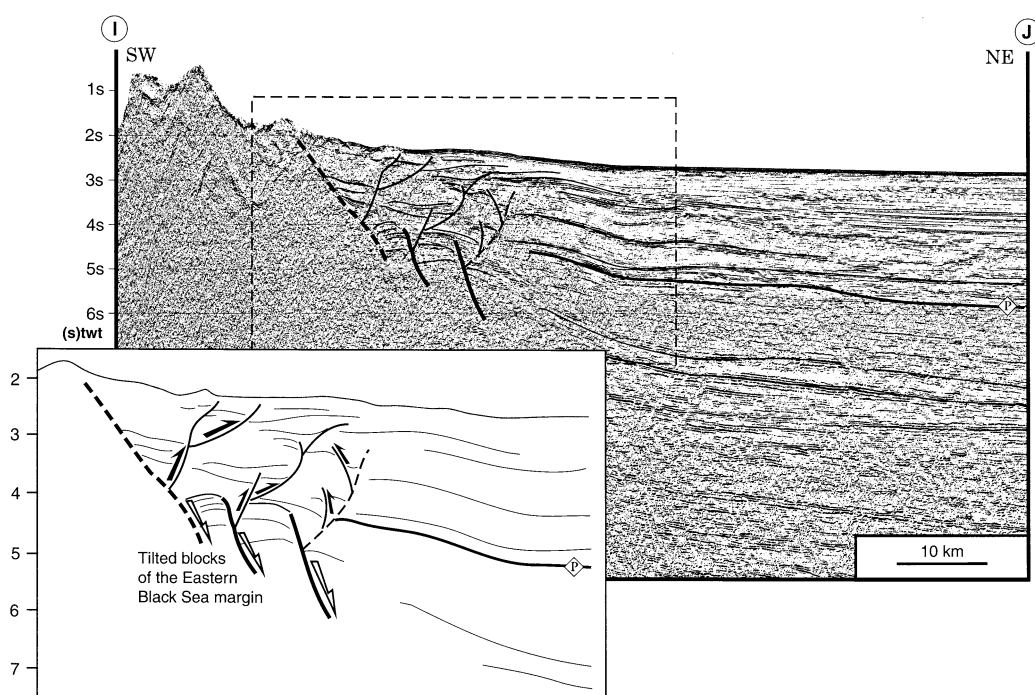 I
J
SW
NE
1s
2s
3s
4s
5s
6s
(s)twt
P
10 km
2
3
4
5
6
7
Tilted blocks
of the Eastern
Black Sea margin
P